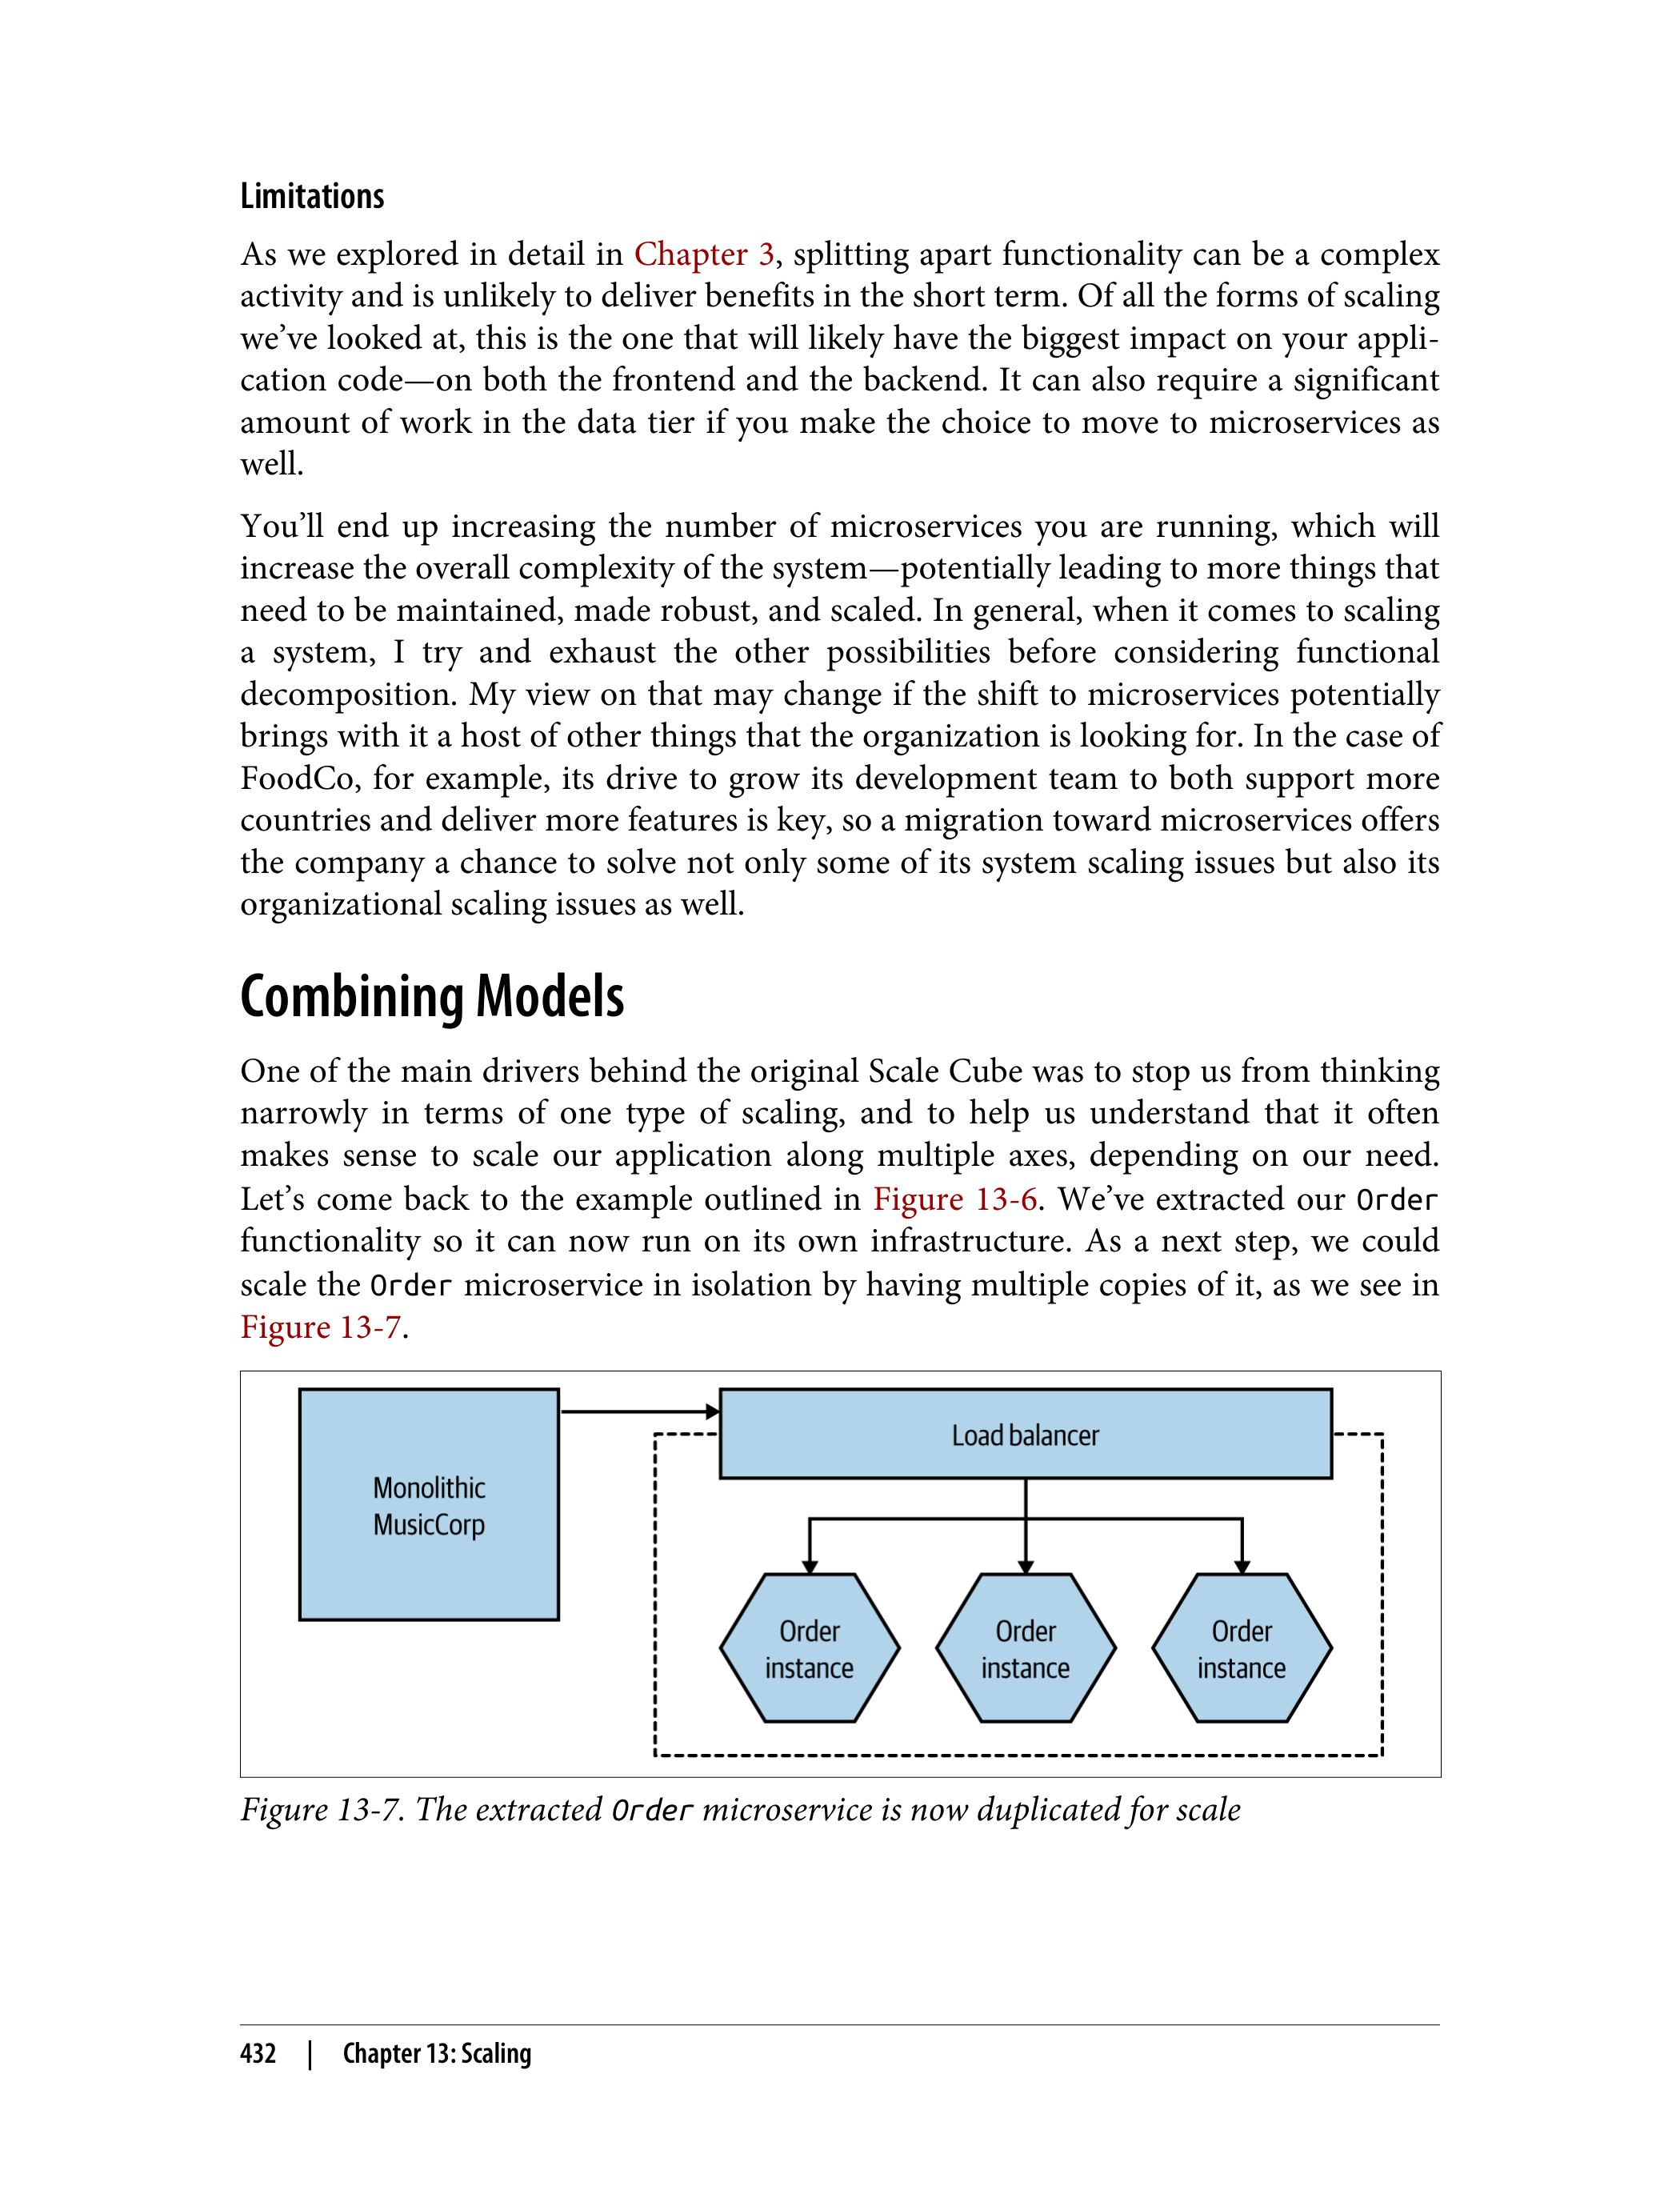 Limitations
As we explored in detail in Chapter 3, splitting apart functionality can be a complex
activity and is unlikely to deliver benefits in the short term. Of all the forms of scaling
we’ve looked at, this is the one that will likely have the biggest impact on your appli-
cation code—on both the frontend and the backend. It can also require a significant
amount of work in the data tier if you make the choice to move to microservices as
well.
You’ll end up increasing the number of microservices you are running, which will
increase the overall complexity of the system—potentially leading to more things that
need to be maintained, made robust, and scaled. In general, when it comes to scaling
a system, I try and exhaust the other possibilities before considering functional
decomposition. My view on that may change if the shift to microservices potentially
brings with it a host of other things that the organization is looking for. In the case of
FoodCo, for example, its drive to grow its development team to both support more
countries and deliver more features is key, so a migration toward microservices offers
the company a chance to solve not only some of its system scaling issues but also its
organizational scaling issues as well.
Combining Models
One of the main drivers behind the original Scale Cube was to stop us from thinking
narrowly in terms of one type of scaling, and to help us understand that it often
makes sense to scale our application along multiple axes, depending on our need.
Let’s come back to the example outlined in Figure 13-6. We’ve extracted our Order
functionality so it can now run on its own infrastructure. As a next step, we could
scale the Order microservice in isolation by having multiple copies of it, as we see in
Figure 13-7.
Load balancer
Monolithic
MusicCorp
Order
instance
Order
instance
Order
instance
Figure 13-7. The extracted Order microservice is now duplicated for scale
432 | Chapter 13: Scaling